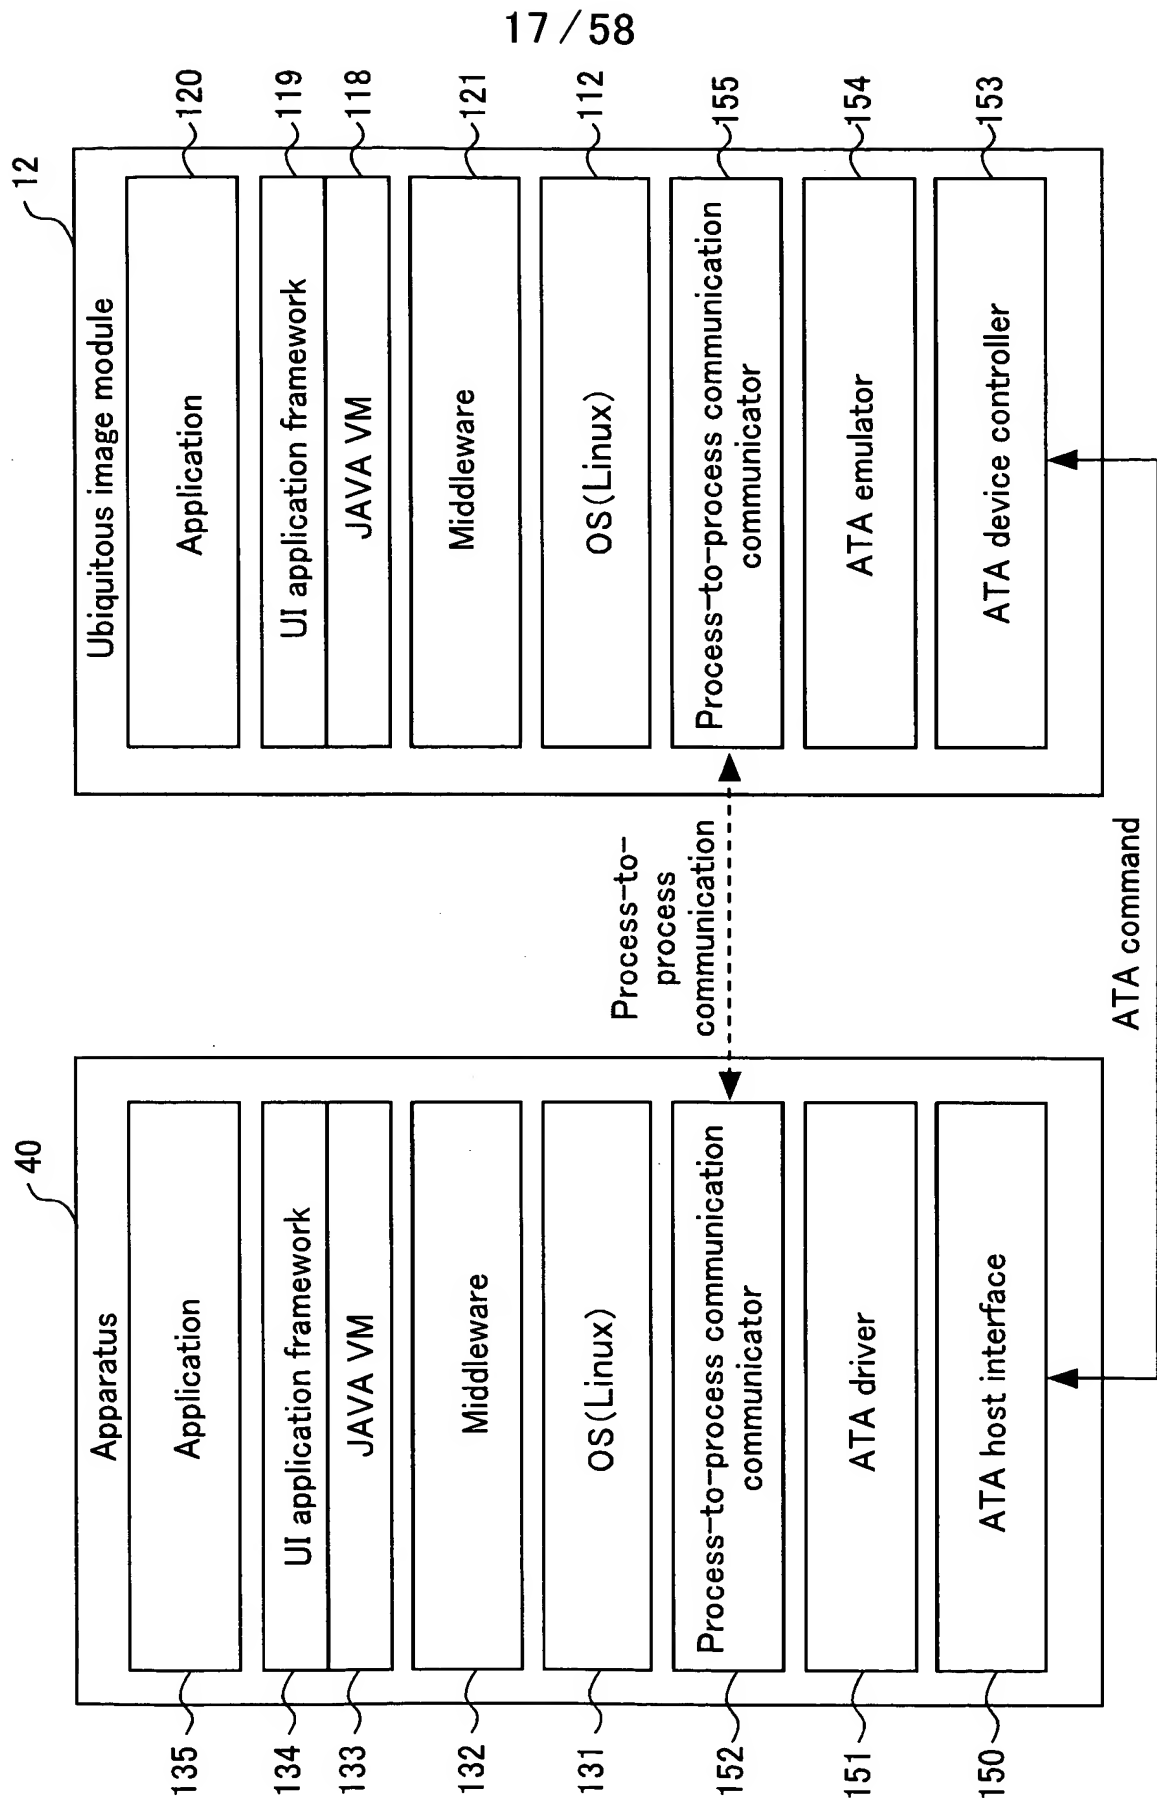 17/58
40
Apparatus
135
Application
134
UI application framework
133
JAVA VM
132
Middleware
131
OS(Linux)
152
Process-to-process communication
communicator
151
ATA driver
150
ATA host interface
Process-to-
process
communication
ATA command
12
Ubiquitous image module
Application
120
UI application framework
119
JAVA VM
118
Middleware
121
OS(Linux)
112
Process-to-process communication
communicator
155
ATA emulator
154
ATA device controller
153